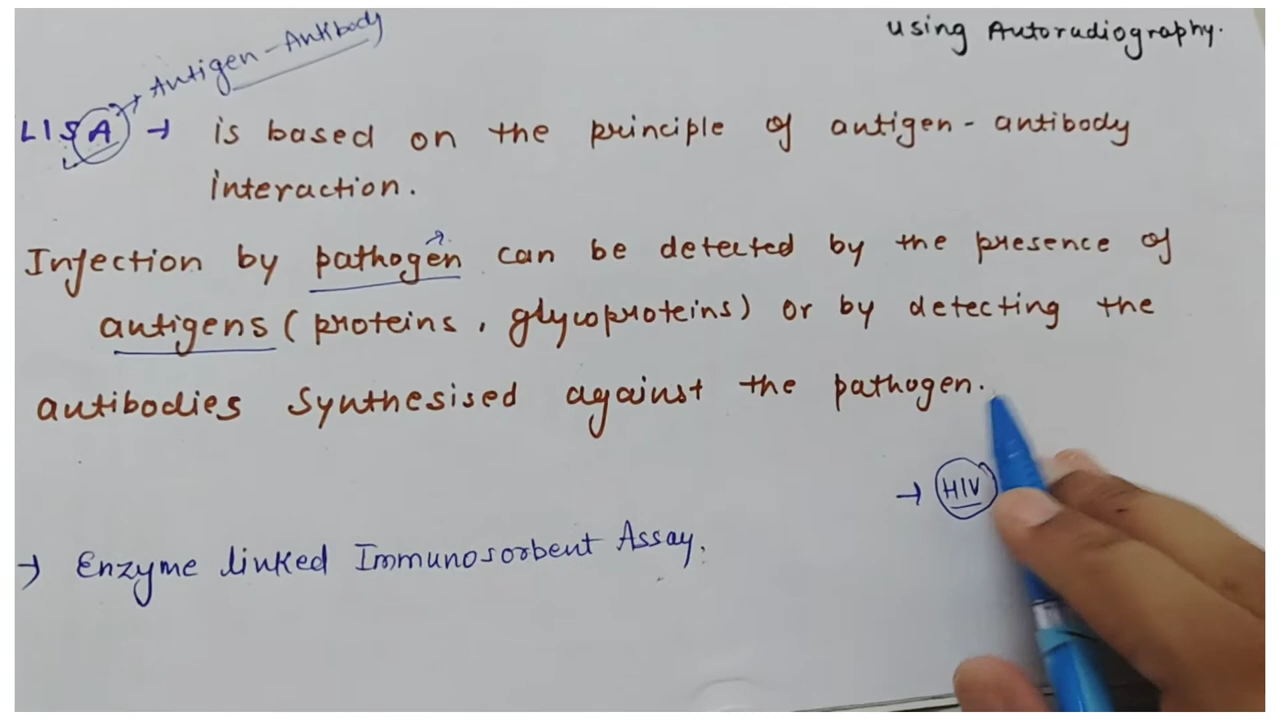 using Autoradiography.
Antigen-Antibody
LISA → is based on the principle of antigen-antibody
interaction.
Infection by pathogen can be detected by the presence of
antigens (proteins, glycoproteins) or by detecting the
antibodies synthesised against the pathogen.
→ HIV
→ Enzyme linked Immunosorbent Assay.